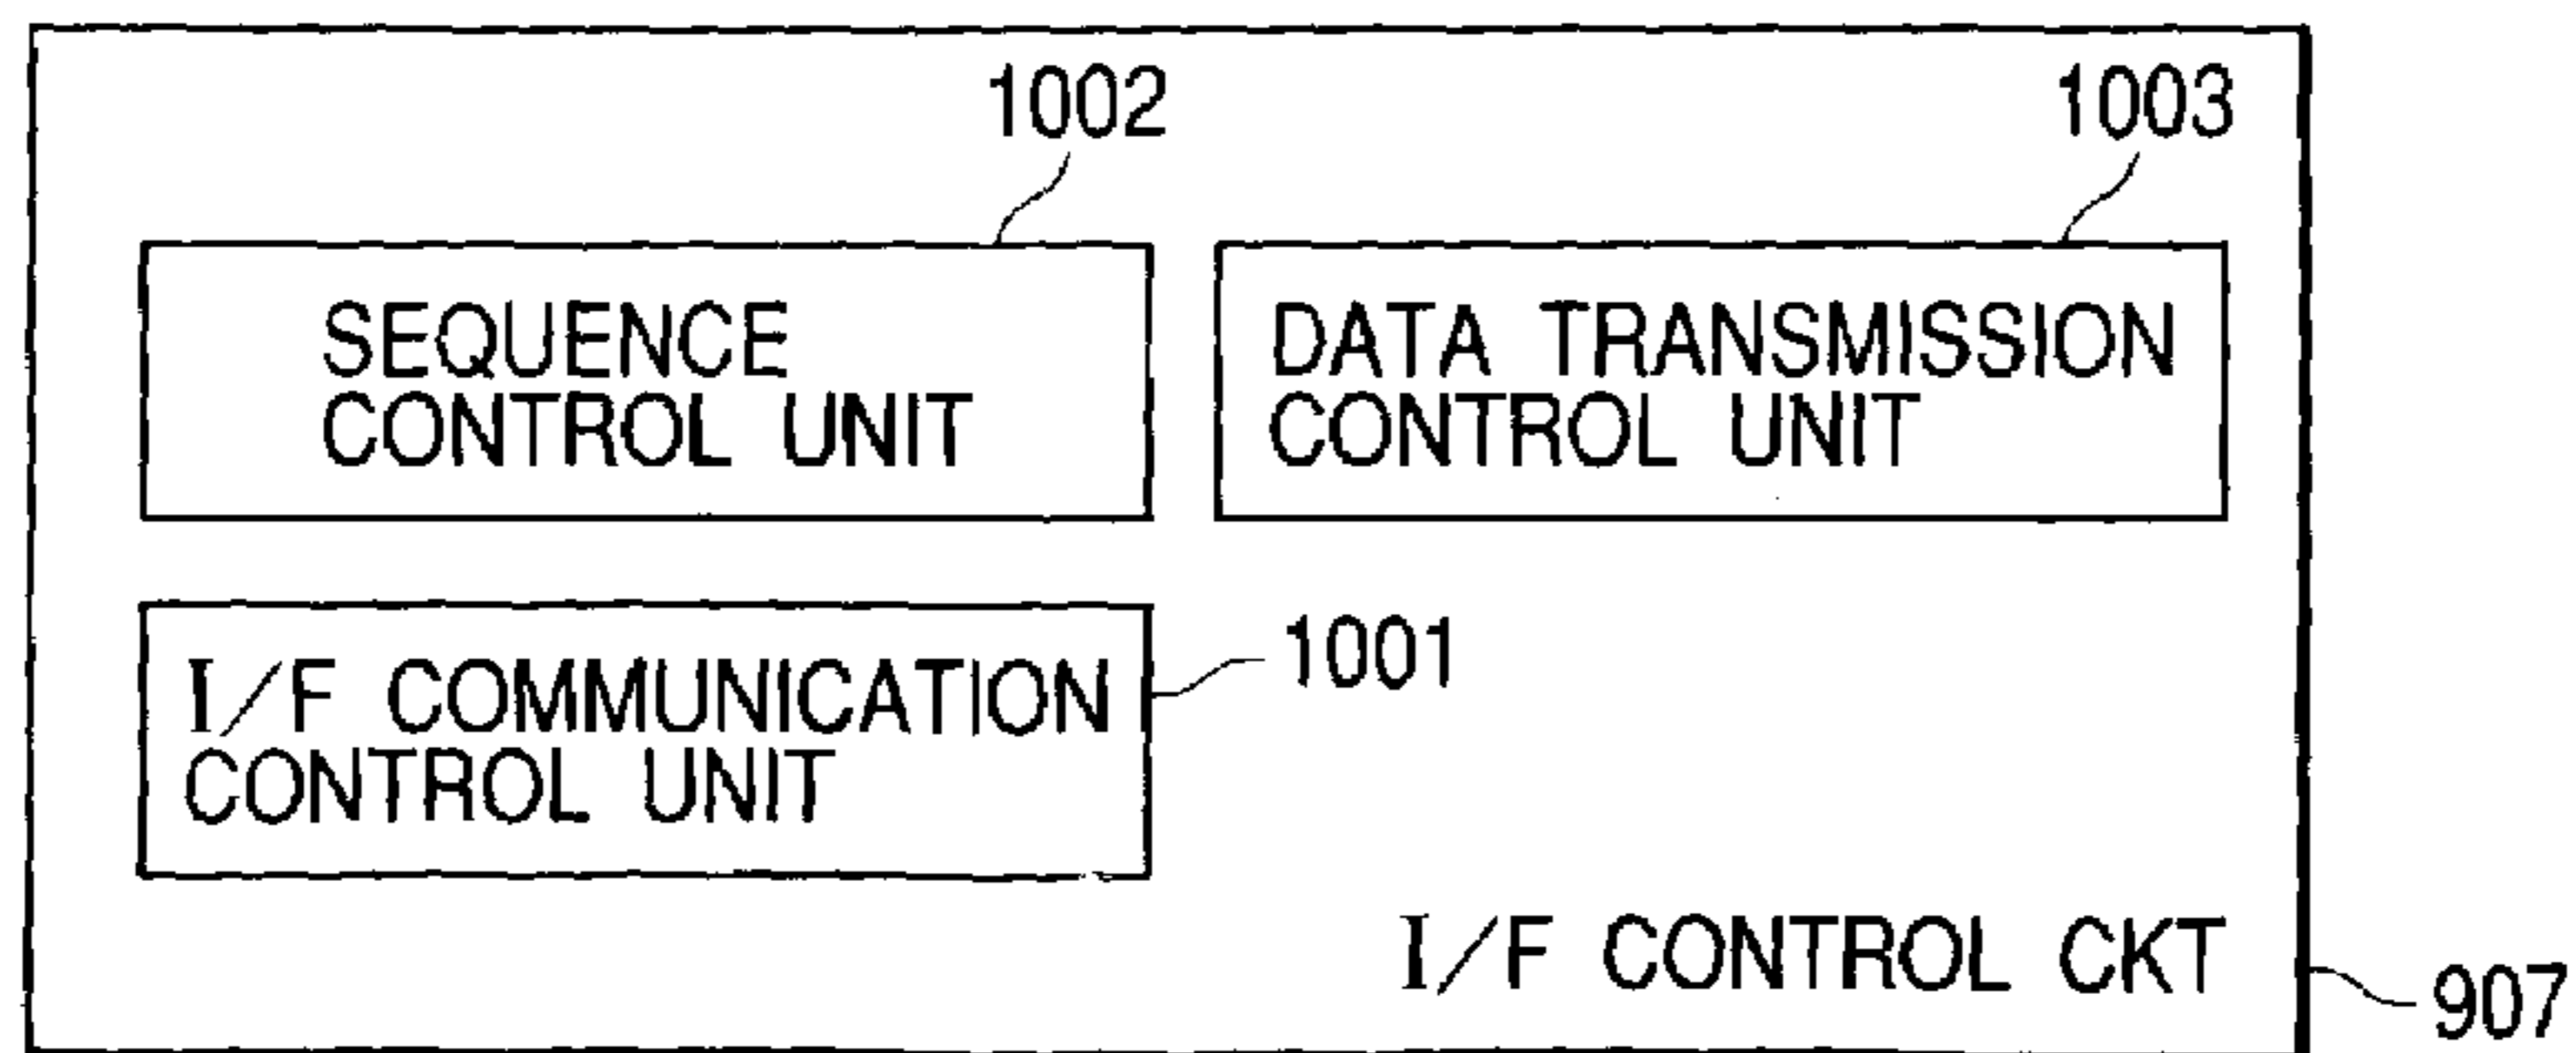 1002
1003
SEQUENCE
CONTROL UNIT
DATA TRANSMISSION
CONTROL UNIT
I/F COMMUNICATION
CONTROL UNIT
1001
I/F CONTROL CKT
907